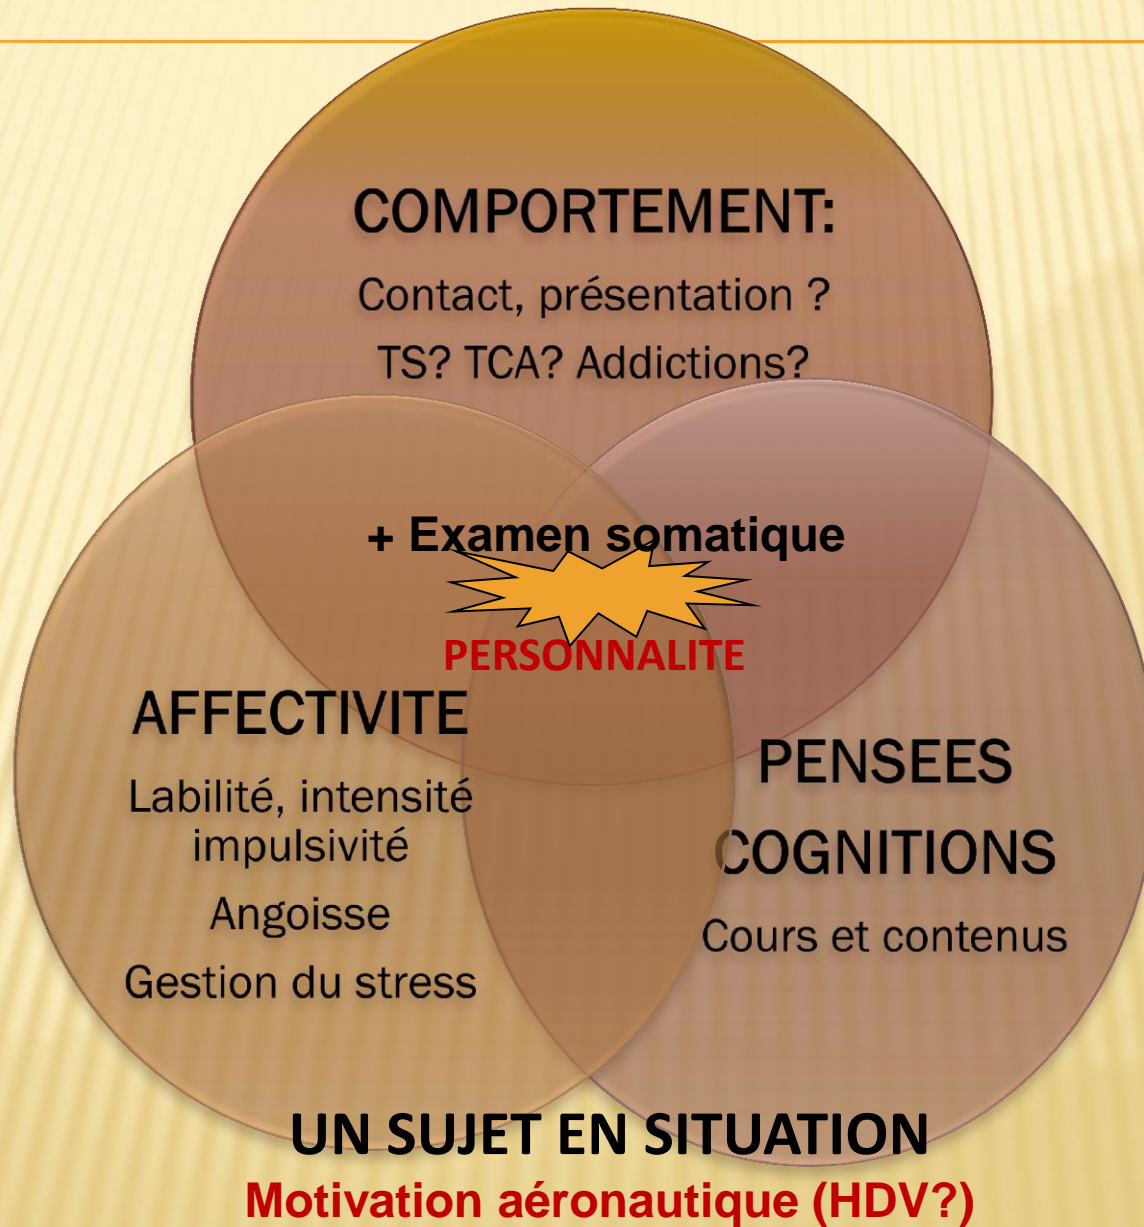 COMPORTEMENT:
Contact, présentation ?
TS? TCA? Addictions?
+ Examen somatique
PERSONNALITE
AFFECTIVITE
Labilité, intensité
impulsivité
Angoisse
Gestion du stress
PENSEES
COGNITIONS
Cours et contenus
UN SUJET EN SITUATION
Motivation aéronautique (HDV?)